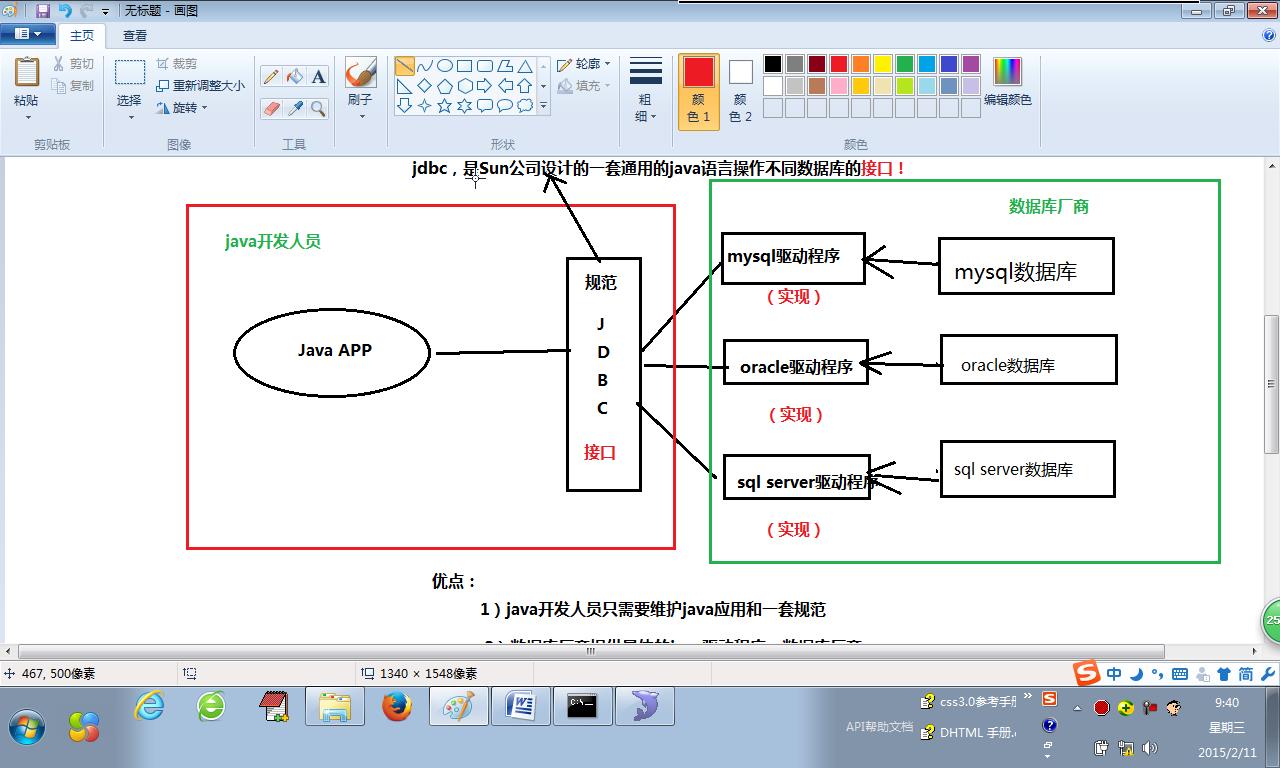 无标题 - 画图
主页
查看
粘贴
剪切
复制
剪贴板
选择
裁剪
重新调整大小
旋转
图像
A
工具
刷子
轮廓
填充
形状
粗
细
颜
色 1
颜
色 2
编辑颜色
颜色
jdbc，是Sun公司设计的一套通用的java语言操作不同数据库的接口！
java开发人员
数据库厂商
Java APP
规范
J
D
B
C
接口
mysql驱动程序
（实现）
mysql数据库
oracle驱动程序
（实现）
oracle数据库
sql server驱动程序
（实现）
sql server数据库
优点：
1）java开发人员只需要维护java应用和一套规范
25
467, 500像素
1340 × 1548像素
中
简
API帮助文档
css3.0参考手册
DHTML 手册.c
9:40
星期三
2015/2/11